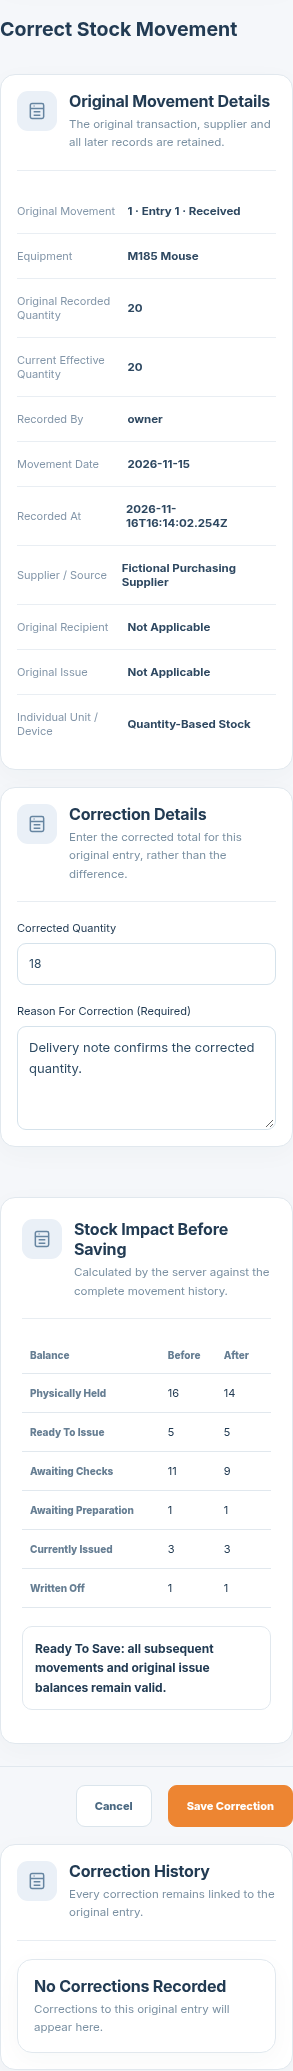 Correct Stock Movement
Original Movement Details
The original transaction, supplier and
all later records are retained.
Original Movement 1 · Entry 1 · Received
Equipment M185 Mouse
Original Recorded
Quantity 20
Current Effective
Quantity 20
Recorded By owner
Movement Date 2026-11-15
Recorded At 2026-11-
16T16:14:02.254Z
Supplier / Source Fictional Purchasing
Supplier
Original Recipient Not Applicable
Original Issue Not Applicable
Individual Unit /
Device Quantity-Based Stock
Correction Details
Enter the corrected total for this
original entry, rather than the
difference.
Corrected Quantity
18
Reason For Correction (Required)
Delivery note confirms the corrected
quantity.
Stock Impact Before
Saving
Calculated by the server against the
complete movement history.
Balance Before After
Physically Held 16 14
Ready To Issue 5 5
Awaiting Checks 11 9
Awaiting Preparation 1 1
Currently Issued 3 3
Written Off 1 1
Ready To Save: all subsequent
movements and original issue
balances remain valid.
Cancel Save Correction
Correction History
Every correction remains linked to the
original entry.
No Corrections Recorded
Corrections to this original entry will
appear here.